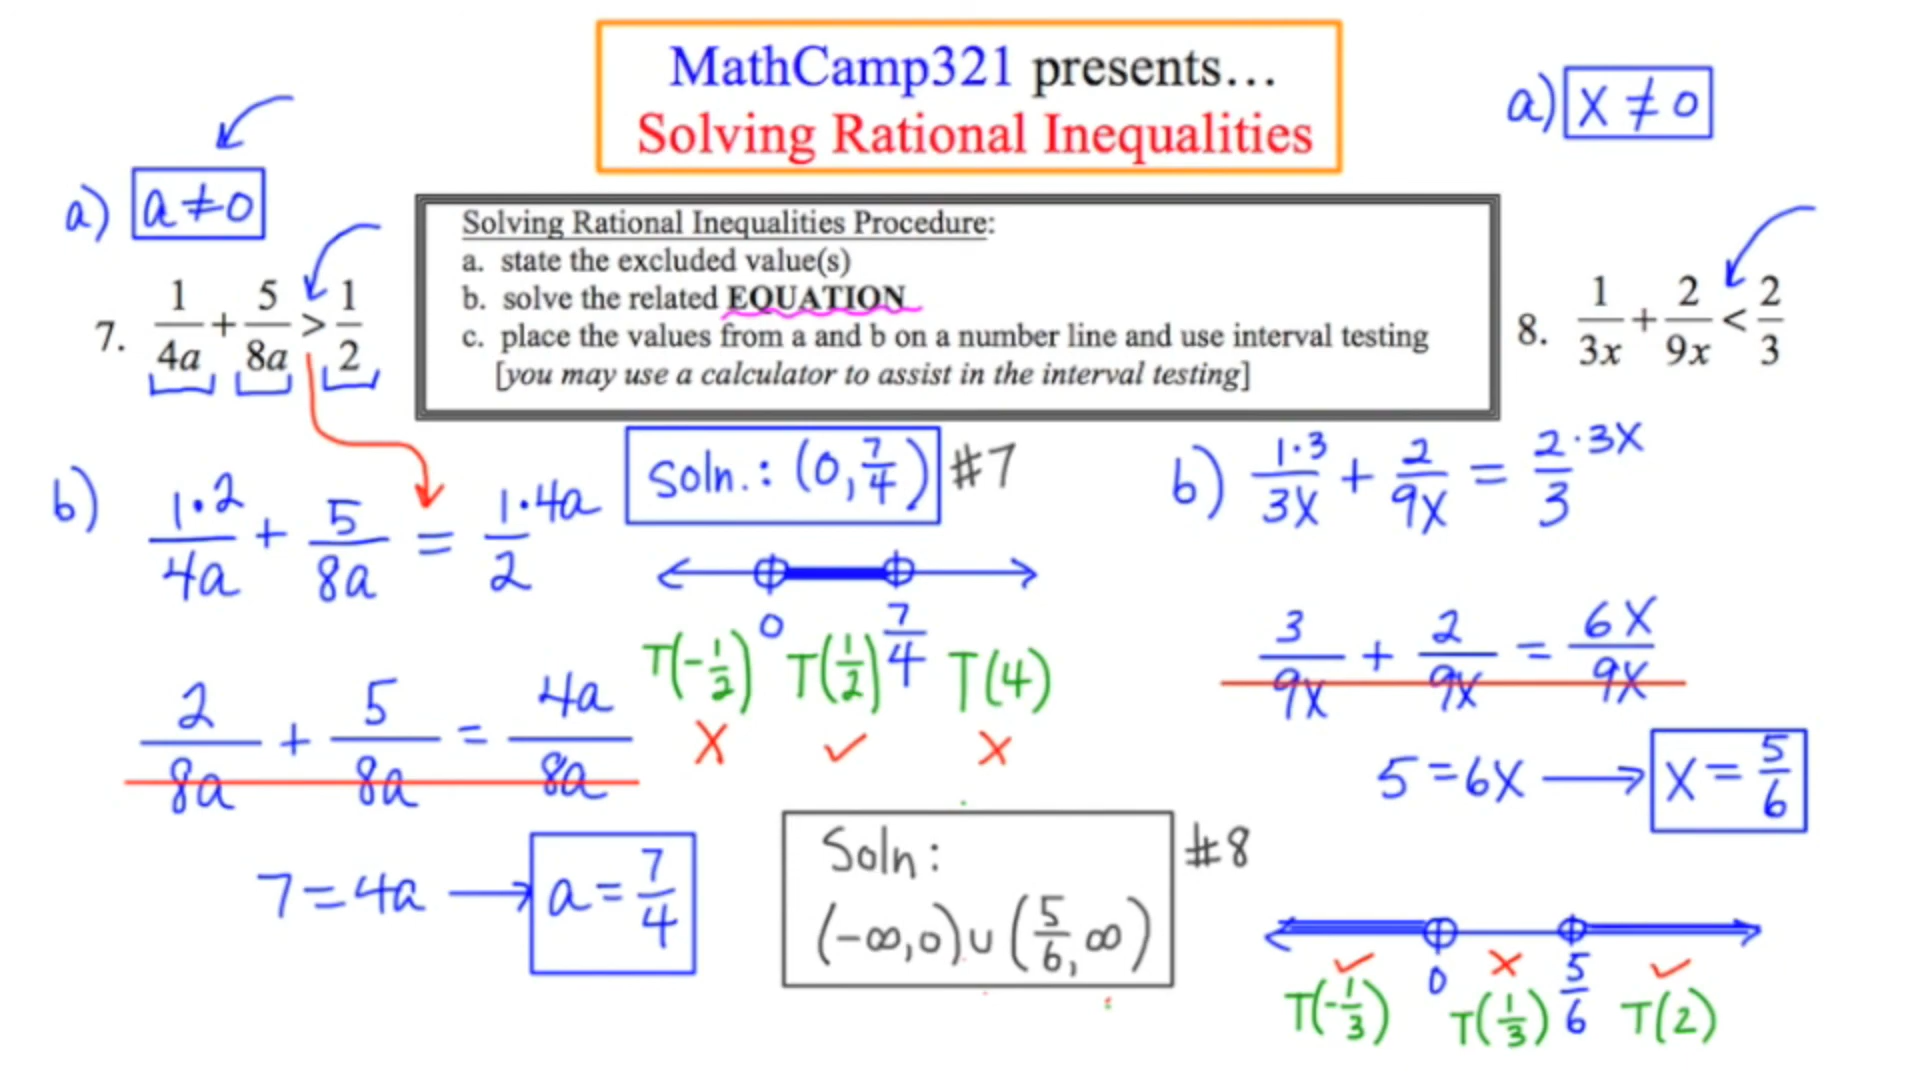 MathCamp321 presents…
Solving Rational Inequalities
a) a ≠ 0
7. 1/4a + 5/8a > 1/2
Solving Rational Inequalities Procedure:
a. state the excluded value(s)
b. solve the related EQUATION
c. place the values from a and b on a number line and use interval testing
[you may use a calculator to assist in the interval testing]
a) x ≠ 0
8. 1/3x + 2/9x < 2/3
b) 1·2/4a + 5/8a = 1·4a/2
2/8a + 5/8a = 4a/8a
7 = 4a → a = 7/4
Soln.: (0, 7/4) #7
0 7/4
T(-1/2) T(1/2) T(4)
X ✓ X
b) 1·3/3x + 2/9x = 2·3x/3
3/9x + 2/9x = 6x/9x
5 = 6x → x = 5/6
Soln: #8
(-∞, 0) ∪ (5/6, ∞)
✓ X ✓
0 5/6
T(-1/3) T(1/3) T(2)